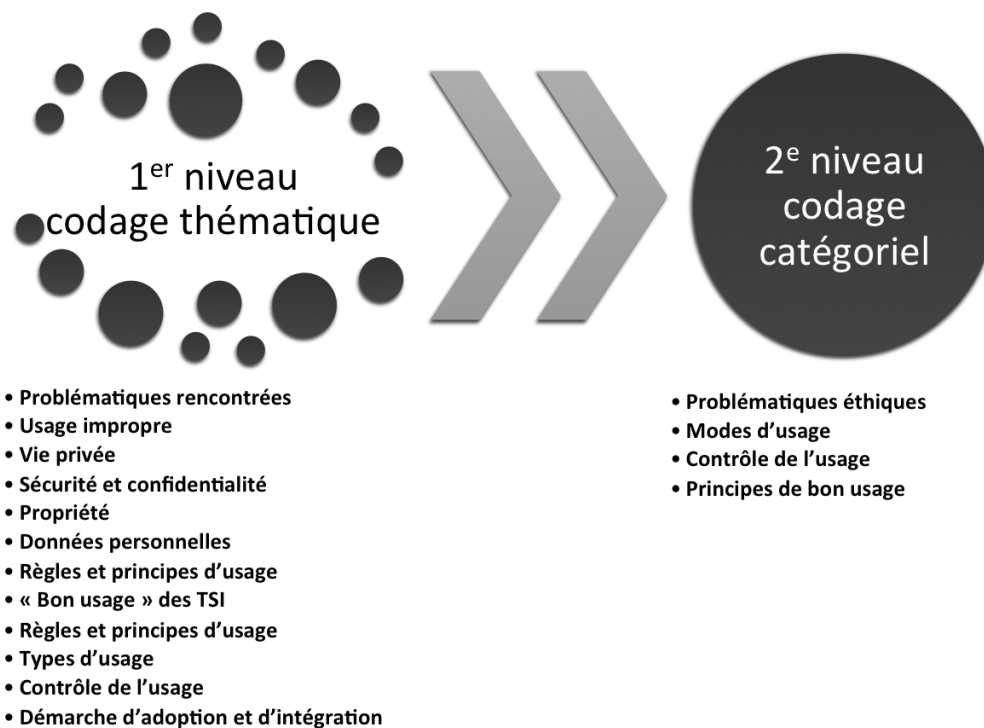 1er niveau
codage thématique
2e niveau
codage
catégoriel
• Problématiques rencontrées
• Usage impropre
• Vie privée
• Sécurité et confidentialité
• Propriété
• Données personnelles
• Règles et principes d’usage
• « Bon usage » des TSI
• Règles et principes d’usage
• Types d’usage
• Contrôle de l’usage
• Démarche d’adoption et d’intégration
• Problématiques éthiques
• Modes d’usage
• Contrôle de l’usage
• Principes de bon usage